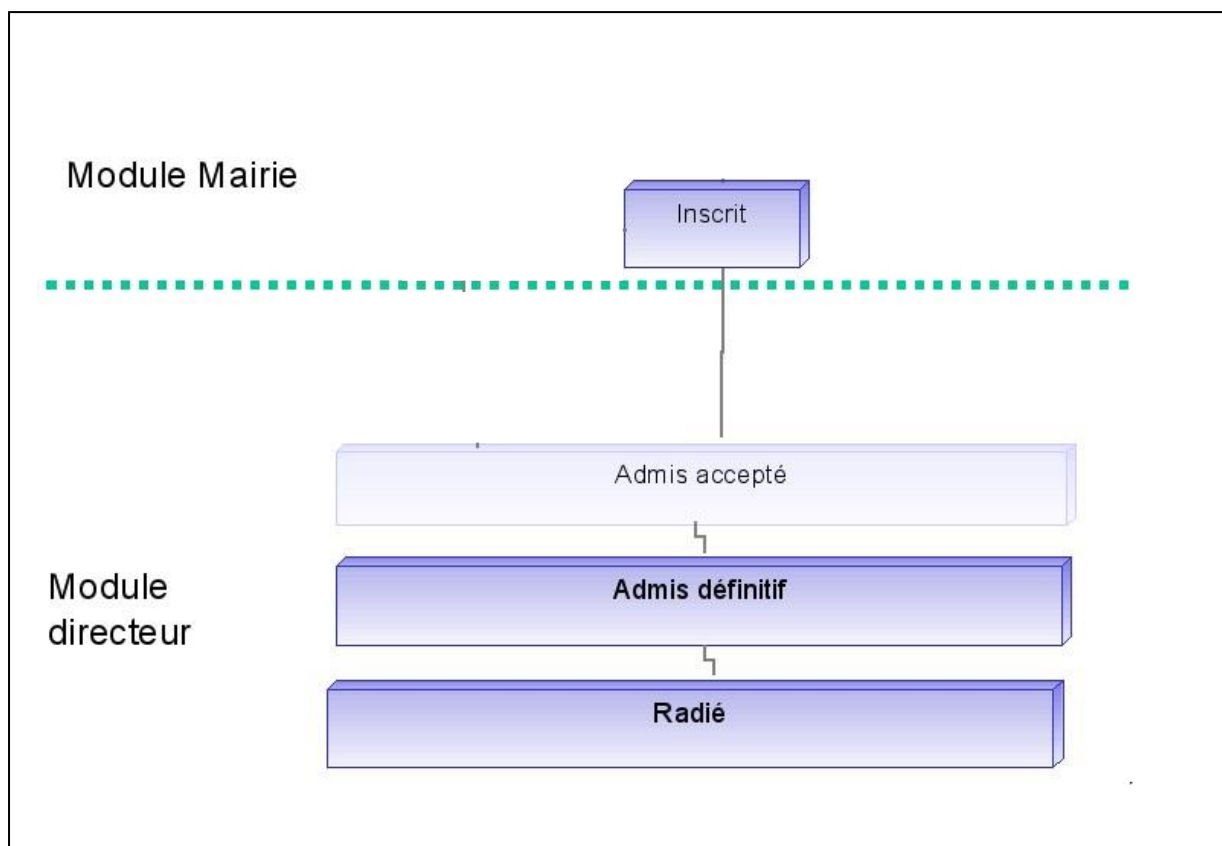 Module Mairie
Inscrit
Admis accepté
Admis définitif
Module
directeur
Radié